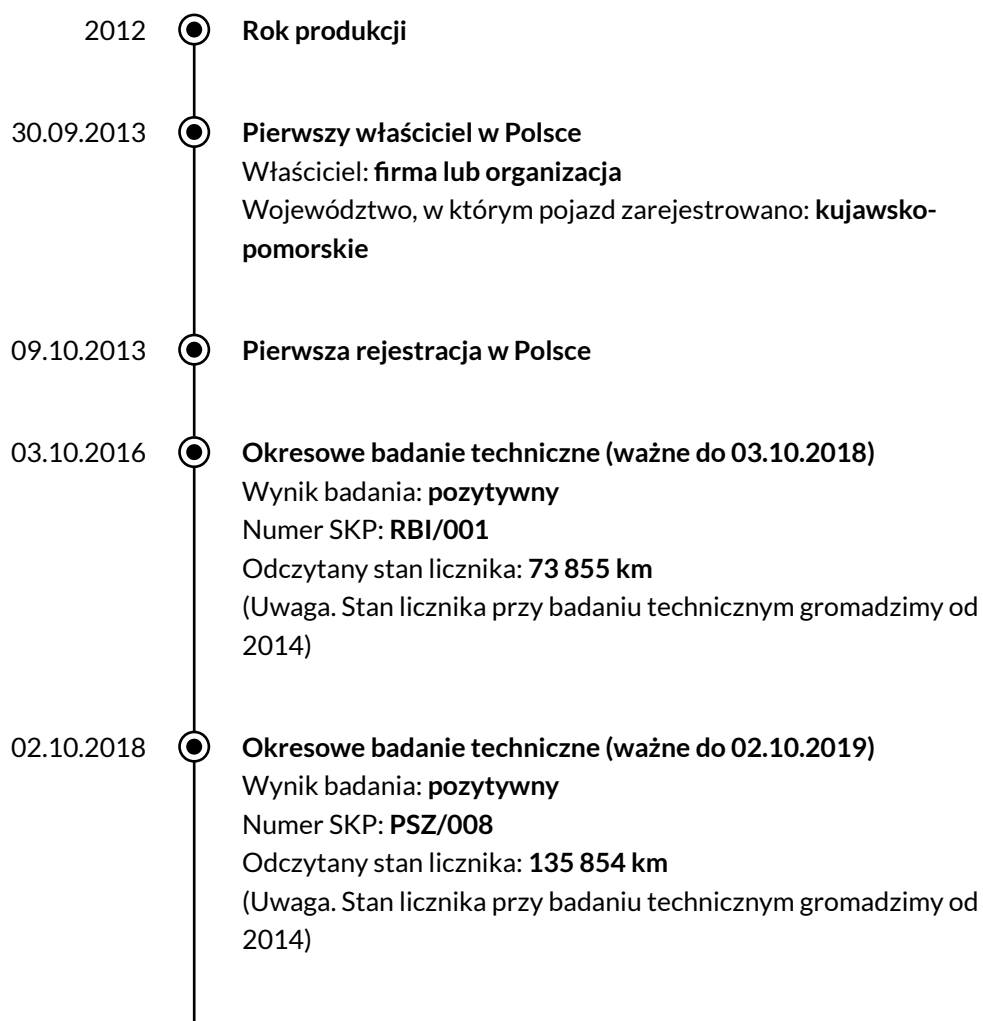 2012 Rok produkcji
30.09.2013 Pierwszy właściciel w Polsce
Właściciel: firma lub organizacja
Województwo, w którym pojazd zarejestrowano: kujawsko-
pomorskie
09.10.2013 Pierwsza rejestracja w Polsce
03.10.2016 Okresowe badanie techniczne (ważne do 03.10.2018)
Wynik badania: pozytywny
Numer SKP: RBI/001
Odczytany stan licznika: 73 855 km
(Uwaga. Stan licznika przy badaniu technicznym gromadzimy od
2014)
02.10.2018 Okresowe badanie techniczne (ważne do 02.10.2019)
Wynik badania: pozytywny
Numer SKP: PSZ/008
Odczytany stan licznika: 135 854 km
(Uwaga. Stan licznika przy badaniu technicznym gromadzimy od
2014)